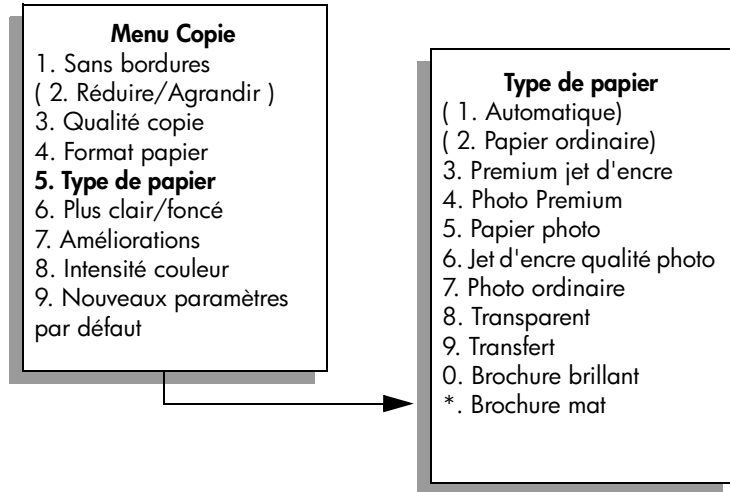 Menu Copie
1. Sans bordures
( 2. Réduire/Agrandir )
3. Qualité copie
4. Format papier
5. Type de papier
6. Plus clair/foncé
7. Améliorations
8. Intensité couleur
9. Nouveaux paramètres
par défaut
Type de papier
( 1. Automatique)
( 2. Papier ordinaire)
3. Premium jet d'encre
4. Photo Premium
5. Papier photo
6. Jet d'encre qualité photo
7. Photo ordinaire
8. Transparent
9. Transfert
0. Brochure brillant
*. Brochure mat